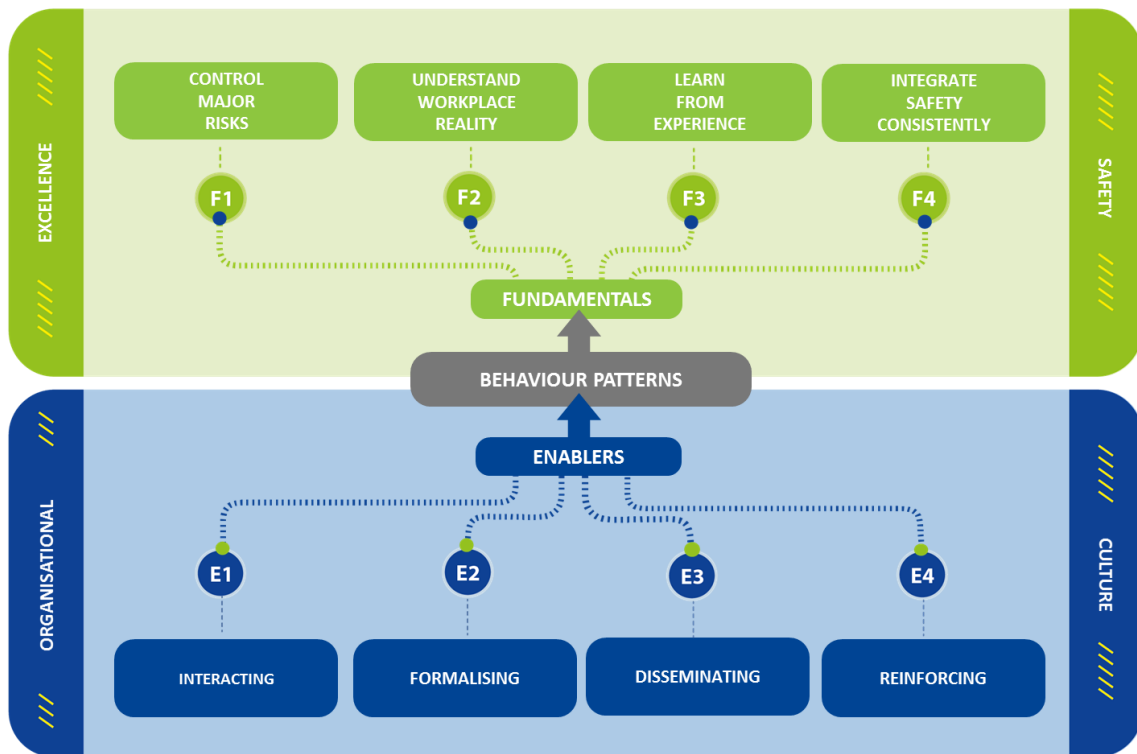 EXCELLENCE
SAFETY
CONTROL
MAJOR
RISKS
UNDERSTAND
WORKPLACE
REALITY
LEARN
FROM
EXPERIENCE
INTEGRATE
SAFETY
CONSISTENTLY
F1
F2
F3
F4
FUNDAMENTALS
BEHAVIOUR PATTERNS
ENABLERS
ORGANISATIONAL
CULTURE
E1
E2
E3
E4
INTERACTING
FORMALISING
DISSEMINATING
REINFORCING